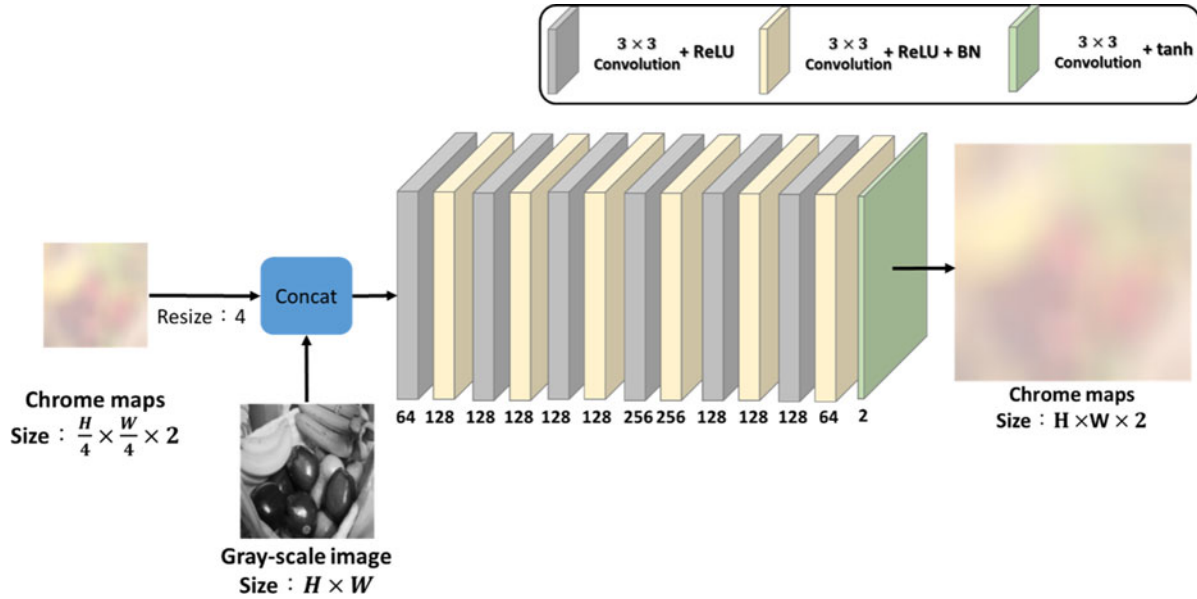 3 × 3
Convolution + ReLU
3 × 3
Convolution + ReLU + BN
3 × 3
Convolution + tanh
Concat
Resize：4
Chrome maps
Size：H/4 × W/4 × 2
64 128 128 128 128 128 256 256 128 128 128 64 2
Chrome maps
Size：H ×W × 2
Gray-scale image
Size：H × W